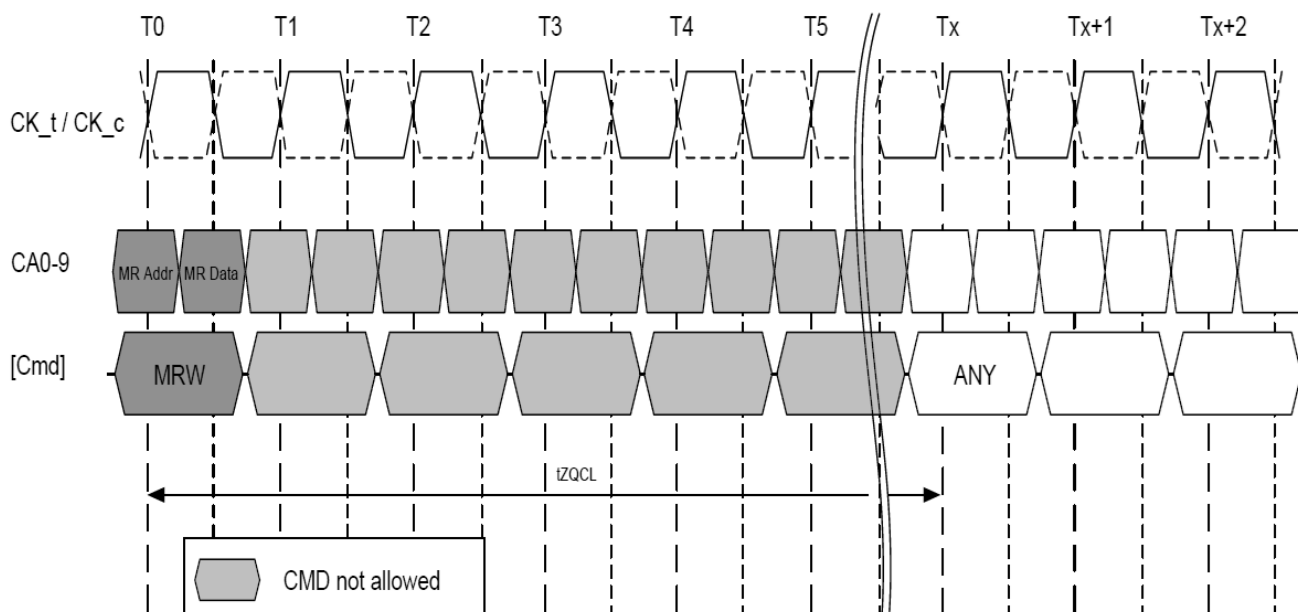 T0 T1 T2 T3 T4 T5 Tx Tx+1 Tx+2
CK_t / CK_c
CA0-9 MR Addr MR Data
[Cmd] MRW ANY
tZQCL
CMD not allowed